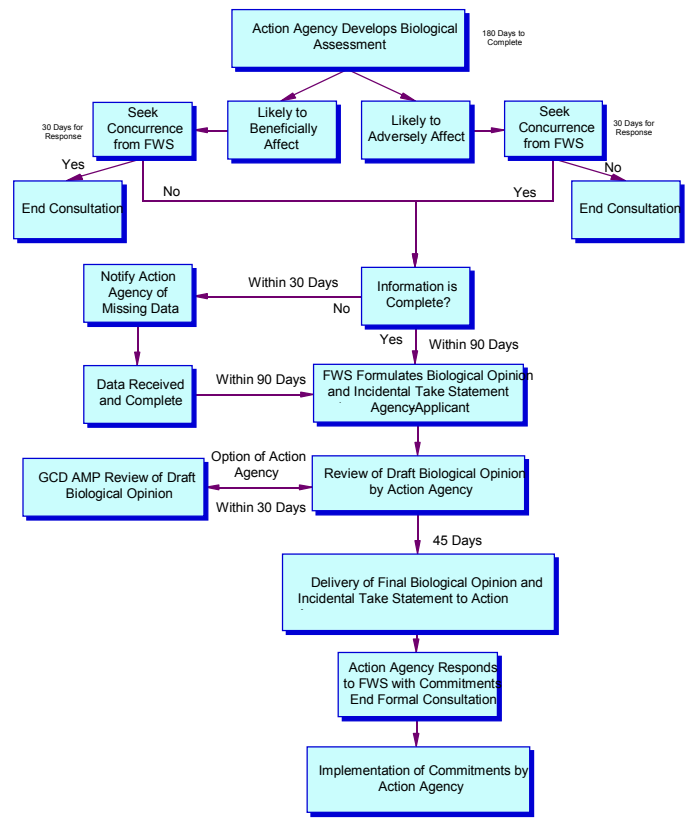 Action Agency Develops Biological
Assessment
180 Days to
Complete
Seek
Concurrence
from FWS
30 Days for
Response
Likely to
Beneficially
Affect
Likely to
Adversely Affect
Seek
Concurrence
from FWS
30 Days for
Response
Yes
No
Yes
No
End Consultation
End Consultation
Notify Action
Agency of
Missing Data
Within 30 Days
No
Information is
Complete?
Yes
Within 90 Days
Data Received
and Complete
Within 90 Days
FWS Formulates Biological Opinion
and Incidental Take Statement
Agency Applicant
GCD AMP Review of Draft
Biological Opinion
Option of Action
Agency
Within 30 Days
Review of Draft Biological Opinion
by Action Agency
45 Days
Delivery of Final Biological Opinion and
Incidental Take Statement to Action
Action Agency Responds
to FWS with Commitments
End Formal Consultation
Implementation of Commitments by
Action Agency